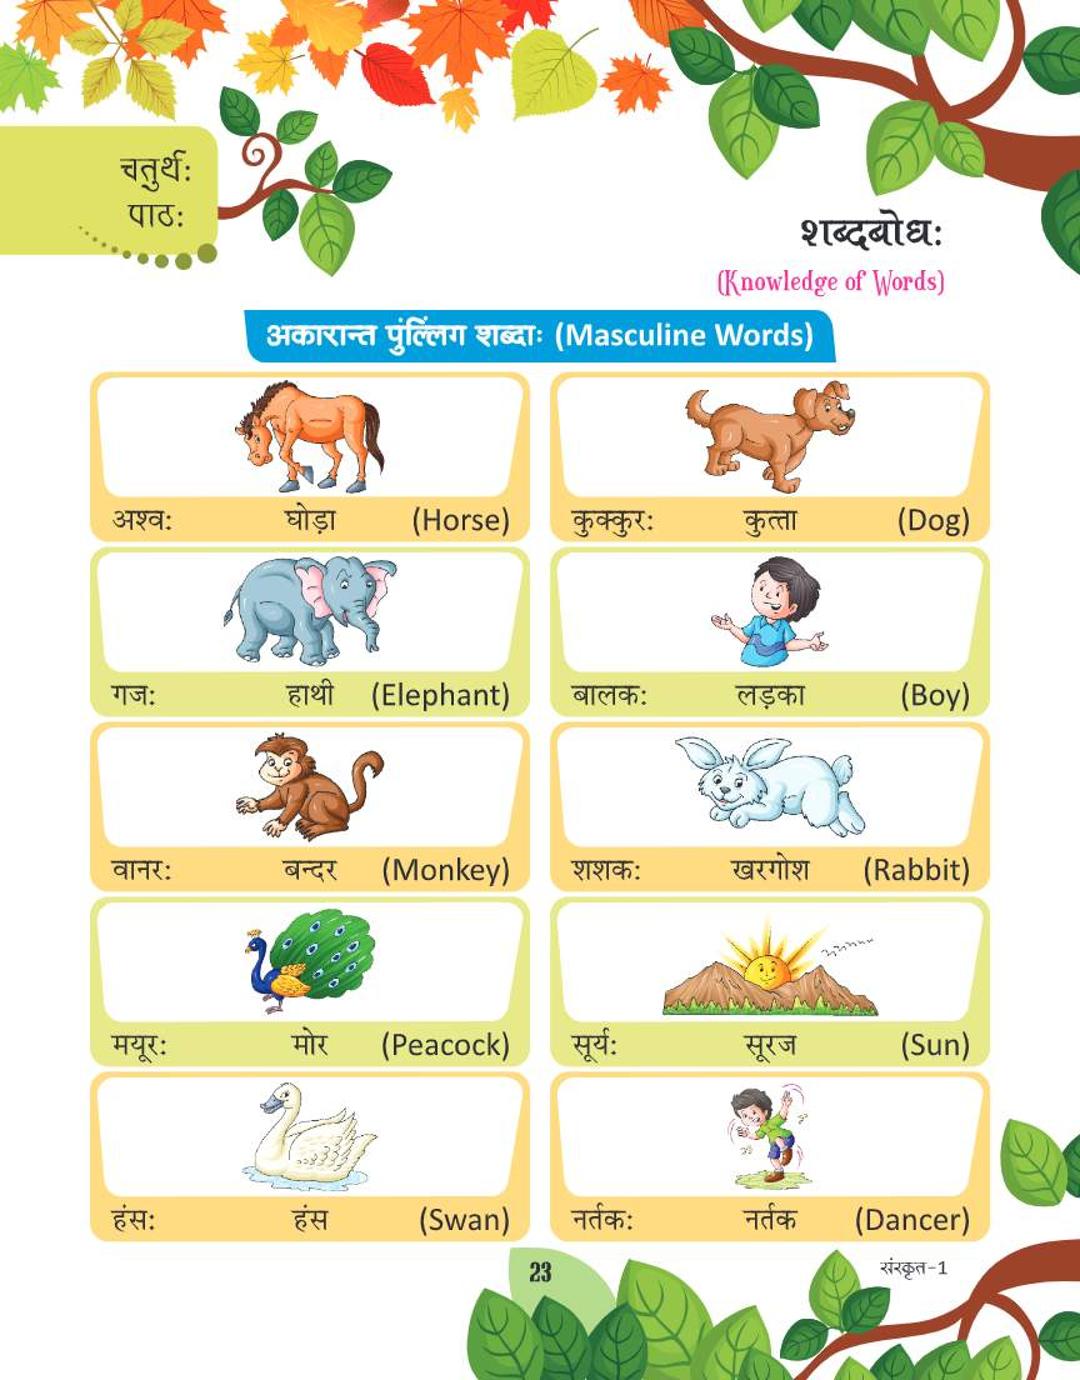 चतुर्थ:
पाठ:
शब्दबोध:
(Knowledge of Words)
अकारान्त पुंल्लिंग शब्दाः (Masculine Words)
अश्व: घोड़ा (Horse)
कुक्कुर: कुत्ता (Dog)
गज: हाथी (Elephant)
बालक: लड़का (Boy)
वानर: बन्दर (Monkey)
शशक: खरगोश (Rabbit)
मयूर: मोर (Peacock)
सूर्य: सूरज (Sun)
हंस: हंस (Swan)
नर्तक: नर्तक (Dancer)
23
संस्कृत-1